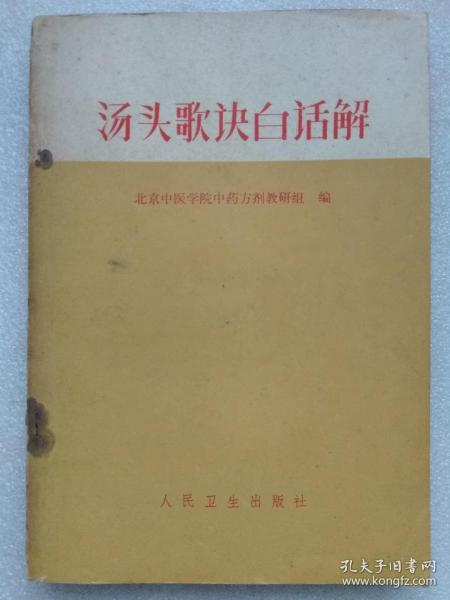 汤头歌诀白话解
北京中医学院中药方剂教研组 编
人民卫生出版社
孔夫子旧书网
www.kongfz.com